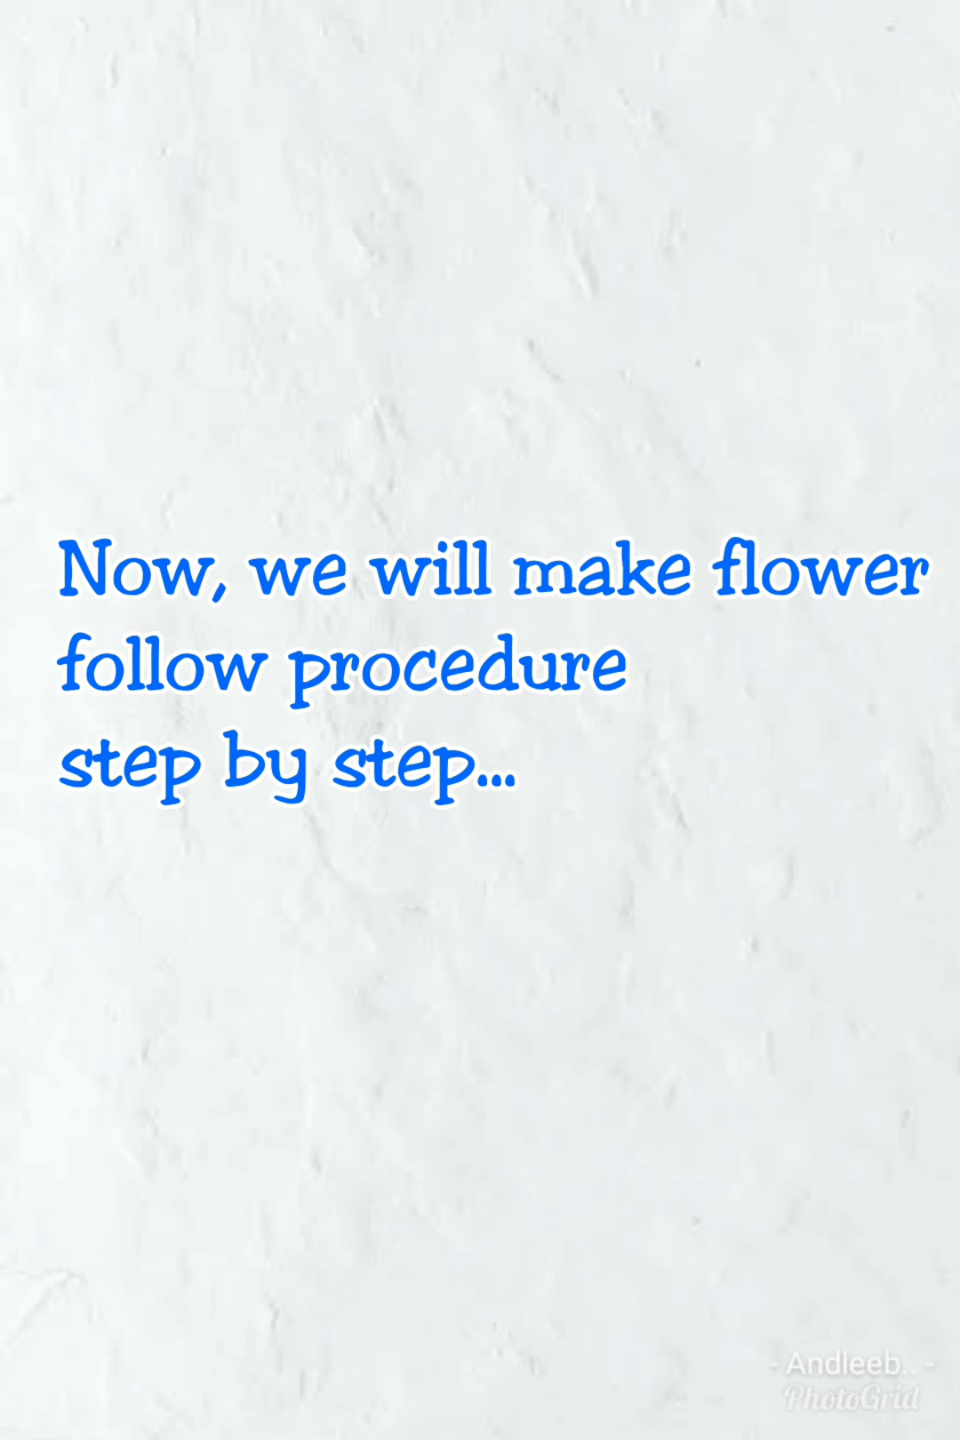 Now, we will make flower
follow procedure
step by step...
- Andleeb.. -
PhotoGrid